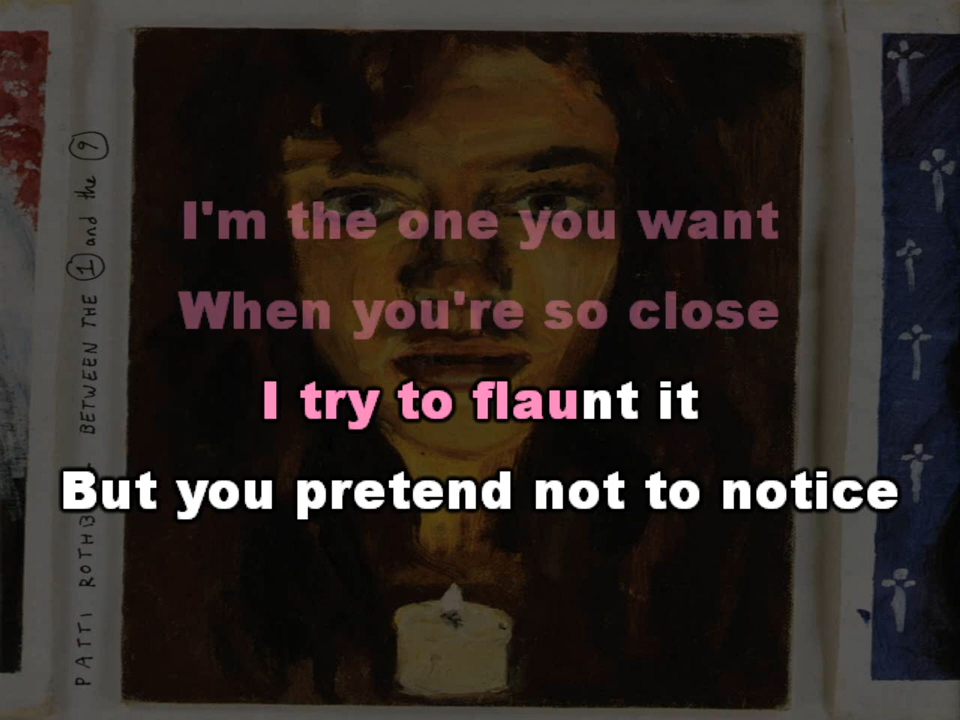 I'm the one you want
When you're so close
I try to flaunt it
But you pretend not to notice
PATTI ROTHB BETWEEN THE 1 and the 9